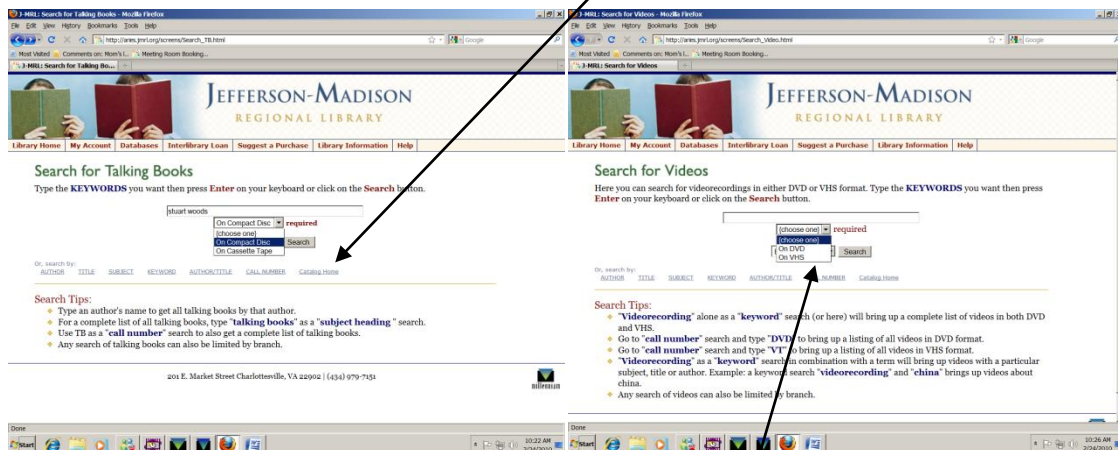 J-MRL: Search for Talking Books - Mozilla Firefox
File Edit View History Bookmarks Tools Help
http://aries.jmrl.org/screens/Search_TB.html
Google
Most Visited Comments on: Mom's l... Meeting Room Booking...
J-MRL: Search for Talking Bo...
JEFFERSON-MADISON
REGIONAL LIBRARY
Library Home My Account Databases Interlibrary Loan Suggest a Purchase Library Information Help
Search for Talking Books
Type the KEYWORDS you want then press Enter on your keyboard or click on the Search button.
stuart woods
On Compact Disc required
(choose one)
On Compact Disc Search
On Cassette Tape
Or, search by:
AUTHOR TITLE SUBJECT KEYWORD AUTHOR/TITLE CALL NUMBER Catalog Home
Search Tips:
Type an author's name to get all talking books by that author.
For a complete list of all talking books, type "talking books" as a "subject heading " search.
Use TB as a "call number" search to also get a complete list of talking books.
Any search of talking books can also be limited by branch.
201 E. Market Street Charlottesville, VA 22902 | (434) 979-7151
millennium
Done
Start
10:22 AM
2/24/2010
J-MRL: Search for Videos - Mozilla Firefox
File Edit View History Bookmarks Tools Help
http://aries.jmrl.org/screens/Search_Video.html
Google
Most Visited Comments on: Mom's l... Meeting Room Booking...
J-MRL: Search for Videos
JEFFERSON-MADISON
REGIONAL LIBRARY
Library Home My Account Databases Interlibrary Loan Suggest a Purchase Library Information Help
Search for Videos
Here you can search for videorecordings in either DVD or VHS format. Type the KEYWORDS you want then press
Enter on your keyboard or click on the Search button.
(choose one) required
(choose one)
On DVD Search
On VHS
Or, search by:
AUTHOR TITLE SUBJECT KEYWORD AUTHOR/TITLE CALL NUMBER Catalog Home
Search Tips:
"Videorecording" alone as a "keyword" search (or here) will bring up a complete list of videos in both DVD
and VHS.
Go to "call number" search and type "DVD" to bring up a listing of all videos in DVD format.
Go to "call number" search and type "VT" to bring up a listing of all videos in VHS format.
"Videorecording" as a "keyword" search in combination with a term will bring up videos with a particular
subject, title or author. Example: a keyword search "videorecording" and "china" brings up videos about
china.
Any search of videos can also be limited by branch.
Done
Start
10:26 AM
2/24/2010